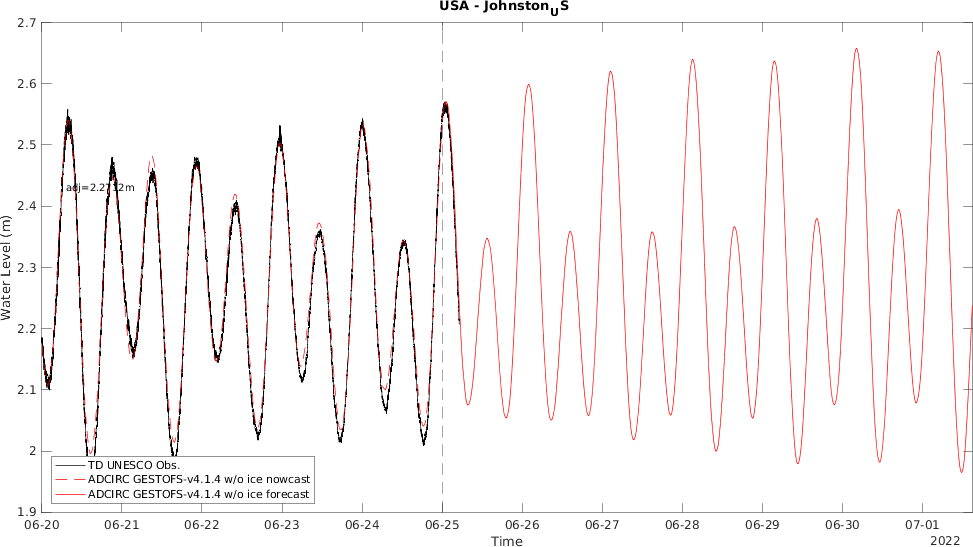 USA - Johnston_US
2.7
2.6
2.5
2.4
2.3
2.2
2.1
2
1.9
Water Level (m)
adj=2.2712m
TD UNESCO Obs.
ADCIRC GESTOFS-v4.1.4 w/o ice nowcast
ADCIRC GESTOFS-v4.1.4 w/o ice forecast
06-20 06-21 06-22 06-23 06-24 06-25 06-26 06-27 06-28 06-29 06-30 07-01
Time
2022